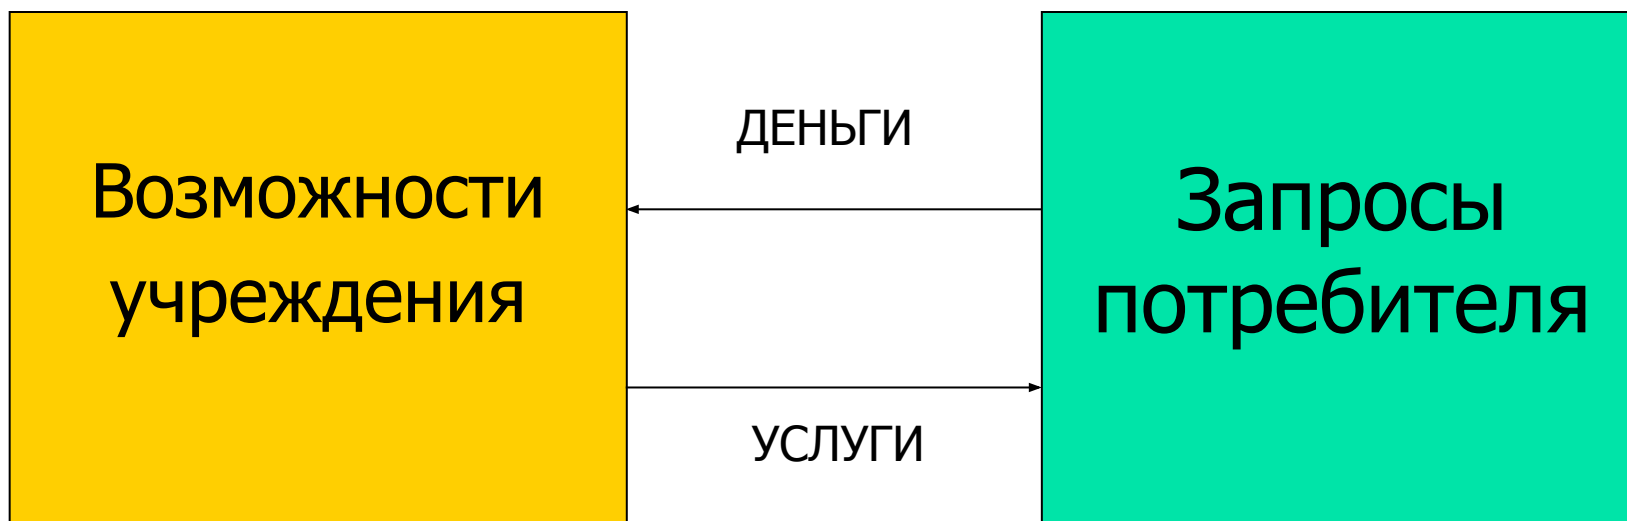 Возможности
учреждения
ДЕНЬГИ
УСЛУГИ
Запросы
потребителя